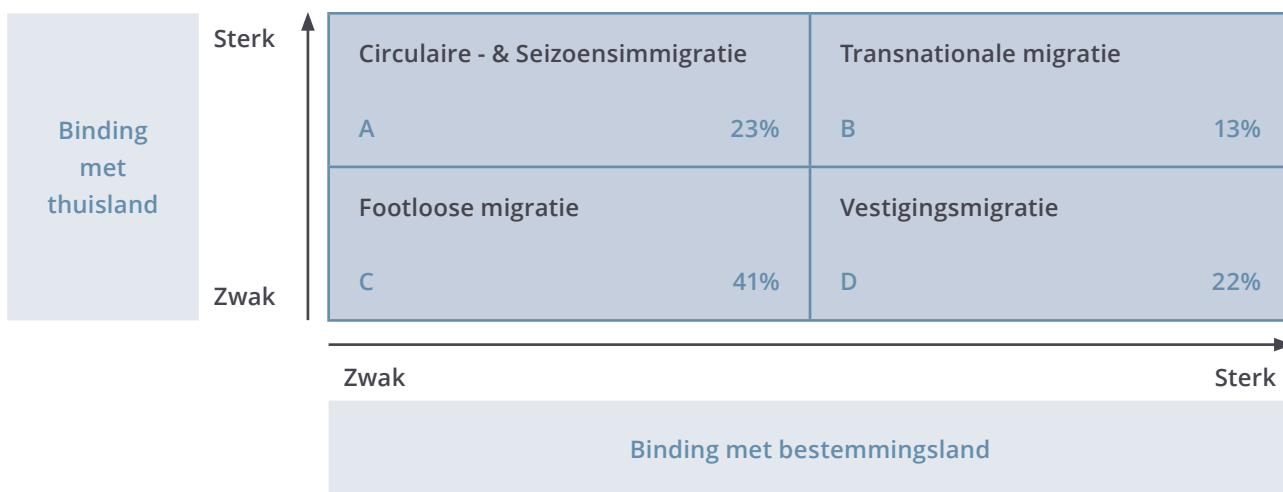 Sterk
Circulaire - & Seizoensimmigratie
Transnationale migratie
Binding
met
thuisland
A
23%
B
13%
Footloose migratie
Vestigingsmigratie
Zwak
C
41%
D
22%
Zwak
Sterk
Binding met bestemmingsland